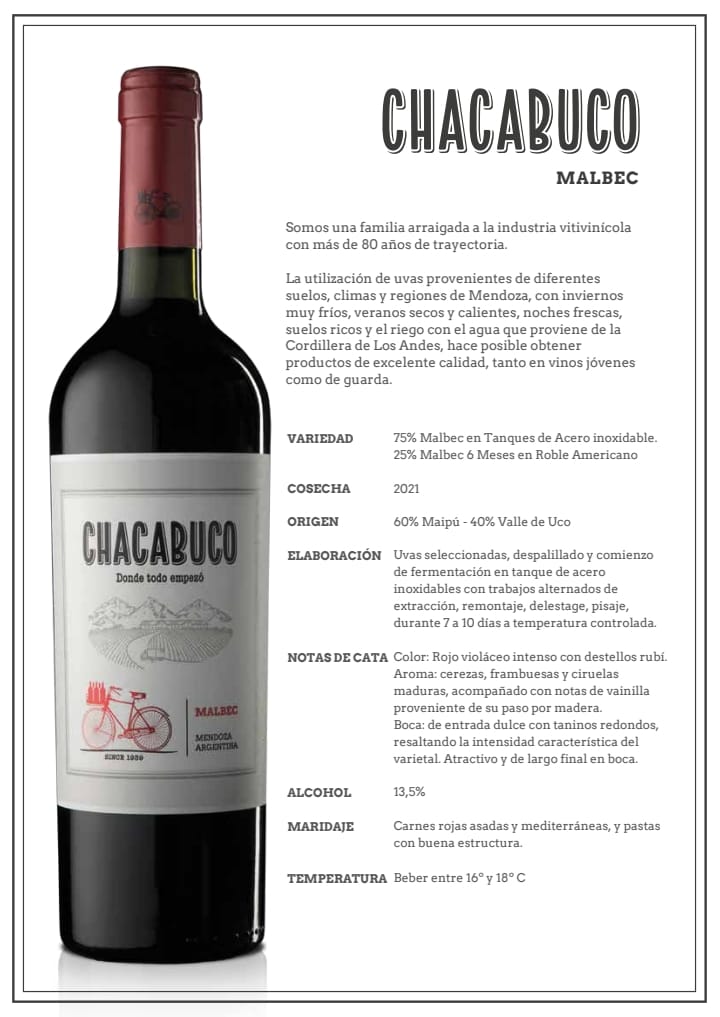 CHACABUCO
MALBEC
Somos una familia arraigada a la industria vitivinícola
con más de 80 años de trayectoria.
La utilización de uvas provenientes de diferentes
suelos, climas y regiones de Mendoza, con inviernos
muy fríos, veranos secos y calientes, noches frescas,
suelos ricos y el riego con el agua que proviene de la
Cordillera de Los Andes, hace posible obtener
productos de excelente calidad, tanto en vinos jóvenes
como de guarda.
VARIEDAD 75% Malbec en Tanques de Acero inoxidable.
25% Malbec 6 Meses en Roble Americano
COSECHA 2021
ORIGEN 60% Maipú - 40% Valle de Uco
ELABORACIÓN Uvas seleccionadas, despalillado y comienzo
de fermentación en tanque de acero
inoxidables con trabajos alternados de
extracción, remontaje, delestage, pisaje,
durante 7 a 10 días a temperatura controlada.
NOTAS DE CATA Color: Rojo violáceo intenso con destellos rubí.
Aroma: cerezas, frambuesas y ciruelas
maduras, acompañado con notas de vainilla
proveniente de su paso por madera.
Boca: de entrada dulce con taninos redondos,
resaltando la intensidad característica del
varietal. Atractivo y de largo final en boca.
ALCOHOL 13,5%
MARIDAJE Carnes rojas asadas y mediterráneas, y pastas
con buena estructura.
TEMPERATURA Beber entre 16º y 18º C
CHACABUCO
Donde todo empezó
MALBEC
MENDOZA
ARGENTINA
SINCE 1939